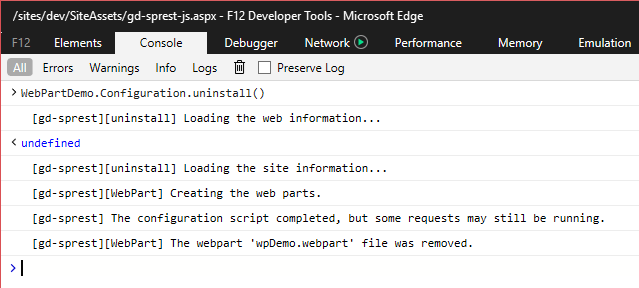 /sites/dev/SiteAssets/gd-sprest-js.aspx - F12 Developer Tools - Microsoft Edge
F12 Elements Console Debugger Network Performance Memory Emulation
All Errors Warnings Info Logs Preserve Log
> WebPartDemo.Configuration.uninstall()
[gd-sprest][uninstall] Loading the web information...
< undefined
[gd-sprest][uninstall] Loading the site information...
[gd-sprest][WebPart] Creating the web parts.
[gd-sprest] The configuration script completed, but some requests may still be running.
[gd-sprest][WebPart] The webpart 'wpDemo.webpart' file was removed.
>